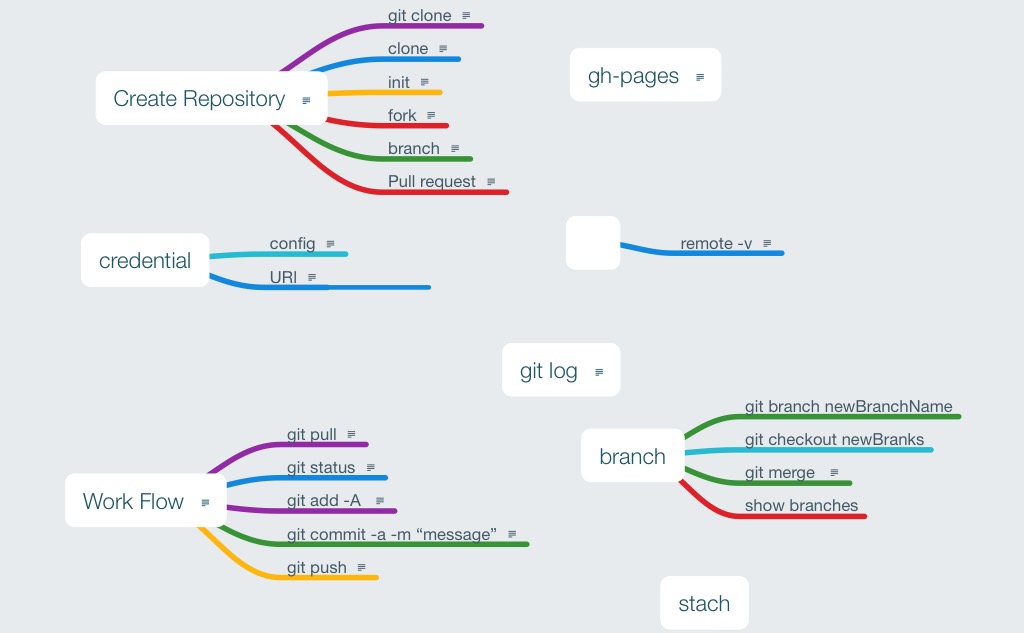 git clone
clone
Create Repository
init
fork
branch
Pull request
gh-pages
credential
config
URI
remote -v
git log
Work Flow
git pull
git status
git add -A
git commit -a -m “message”
git push
branch
git branch newBranchName
git checkout newBranks
git merge
show branches
stach